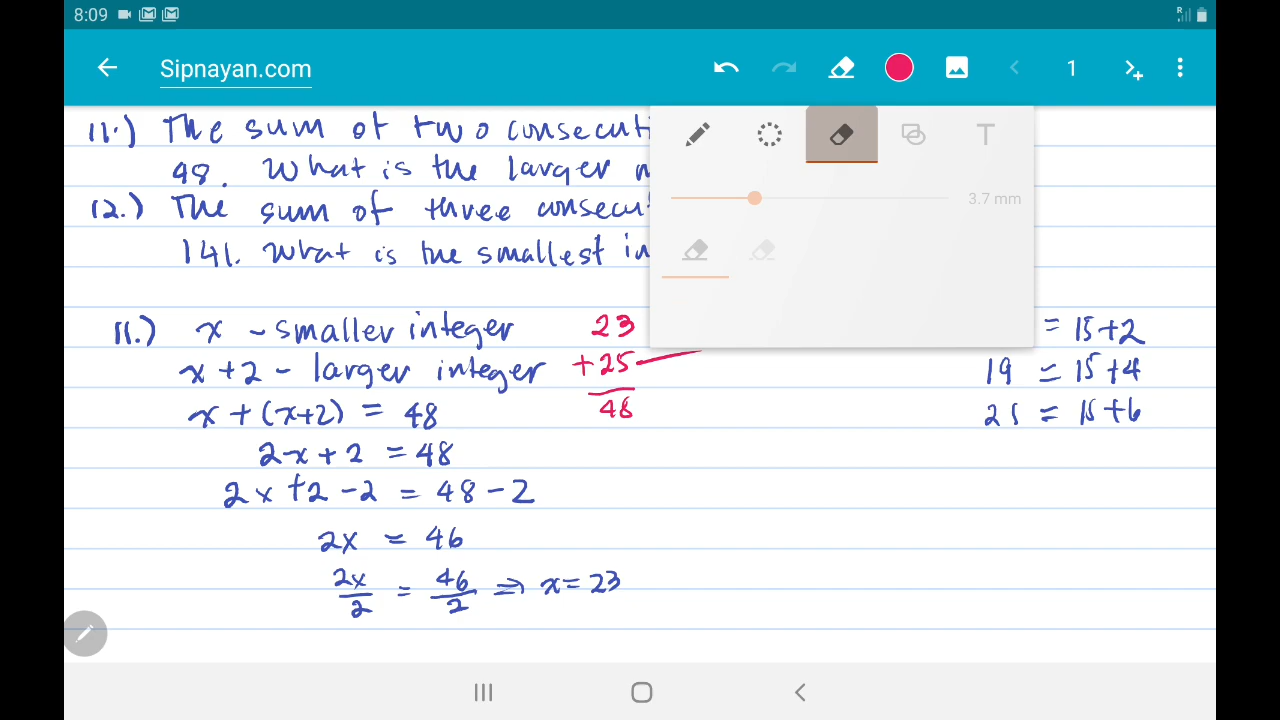 8:09
Sipnayan.com
1
11.) The sum of two consecuti
48. What is the larger
12.) The sum of three consecu
141. What is the smallest in
3.7 mm
T
11.) x - smaller integer 23 = 15+2
x+2 - larger integer +25 19 = 15+4
x + (x+2) = 48 48 21 = 15+6
2x + 2 = 48
2x + 2 - 2 = 48 - 2
2x = 46
2x/2 = 46/2 ⇒ x = 23